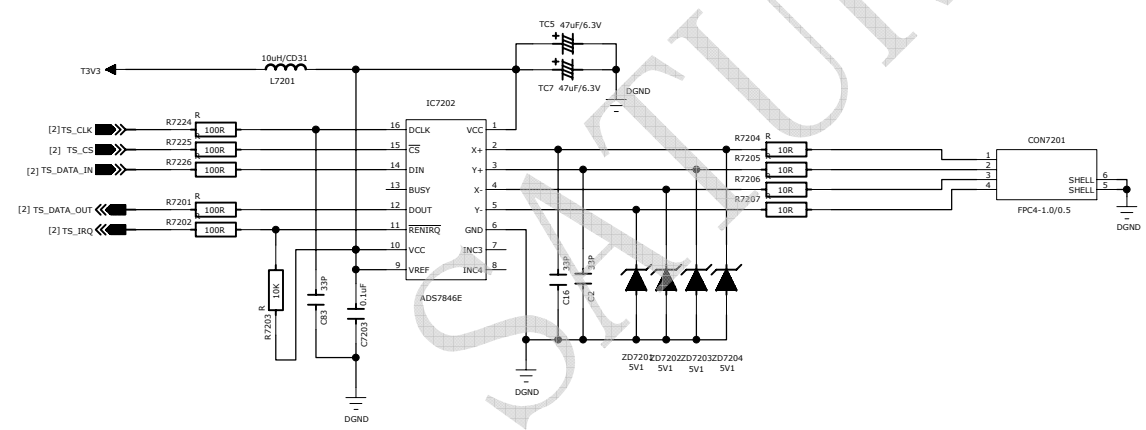 TC5 47uF/6.3V
TC7 47uF/6.3V
DGND
10uH/CD31
T3V3
L7201
IC7202
[2] TS_CLK R7224 R 100R 16 DCLK VCC 1
[2] TS_CS R7225 R 100R 15 CS X+ 2
[2] TS_DATA_IN R7226 100R 14 DIN Y+ 3
13 BUSY X- 4
[2] TS_DATA_OUT R7201 R 100R 12 DOUT Y- 5
[2] TS_IRQ R7202 R 100R 11 RENIRQ GND 6
10 VCC INC3 7
9 VREF INC4 8
ADS7846E
R7204 R 10R
R7205 R 10R
R7206 R 10R
R7207 R 10R
CON7201
1
2
3
4
SHELL 6
SHELL 5
FPC4-1.0/0.5
DGND
R7203 R 10K
C83 33P
C7203 0.1uF
DGND
C16 33P
C2 33P
DGND
ZD7201 ZD7202 ZD7203 ZD7204
5V1 5V1 5V1 5V1
SATUR